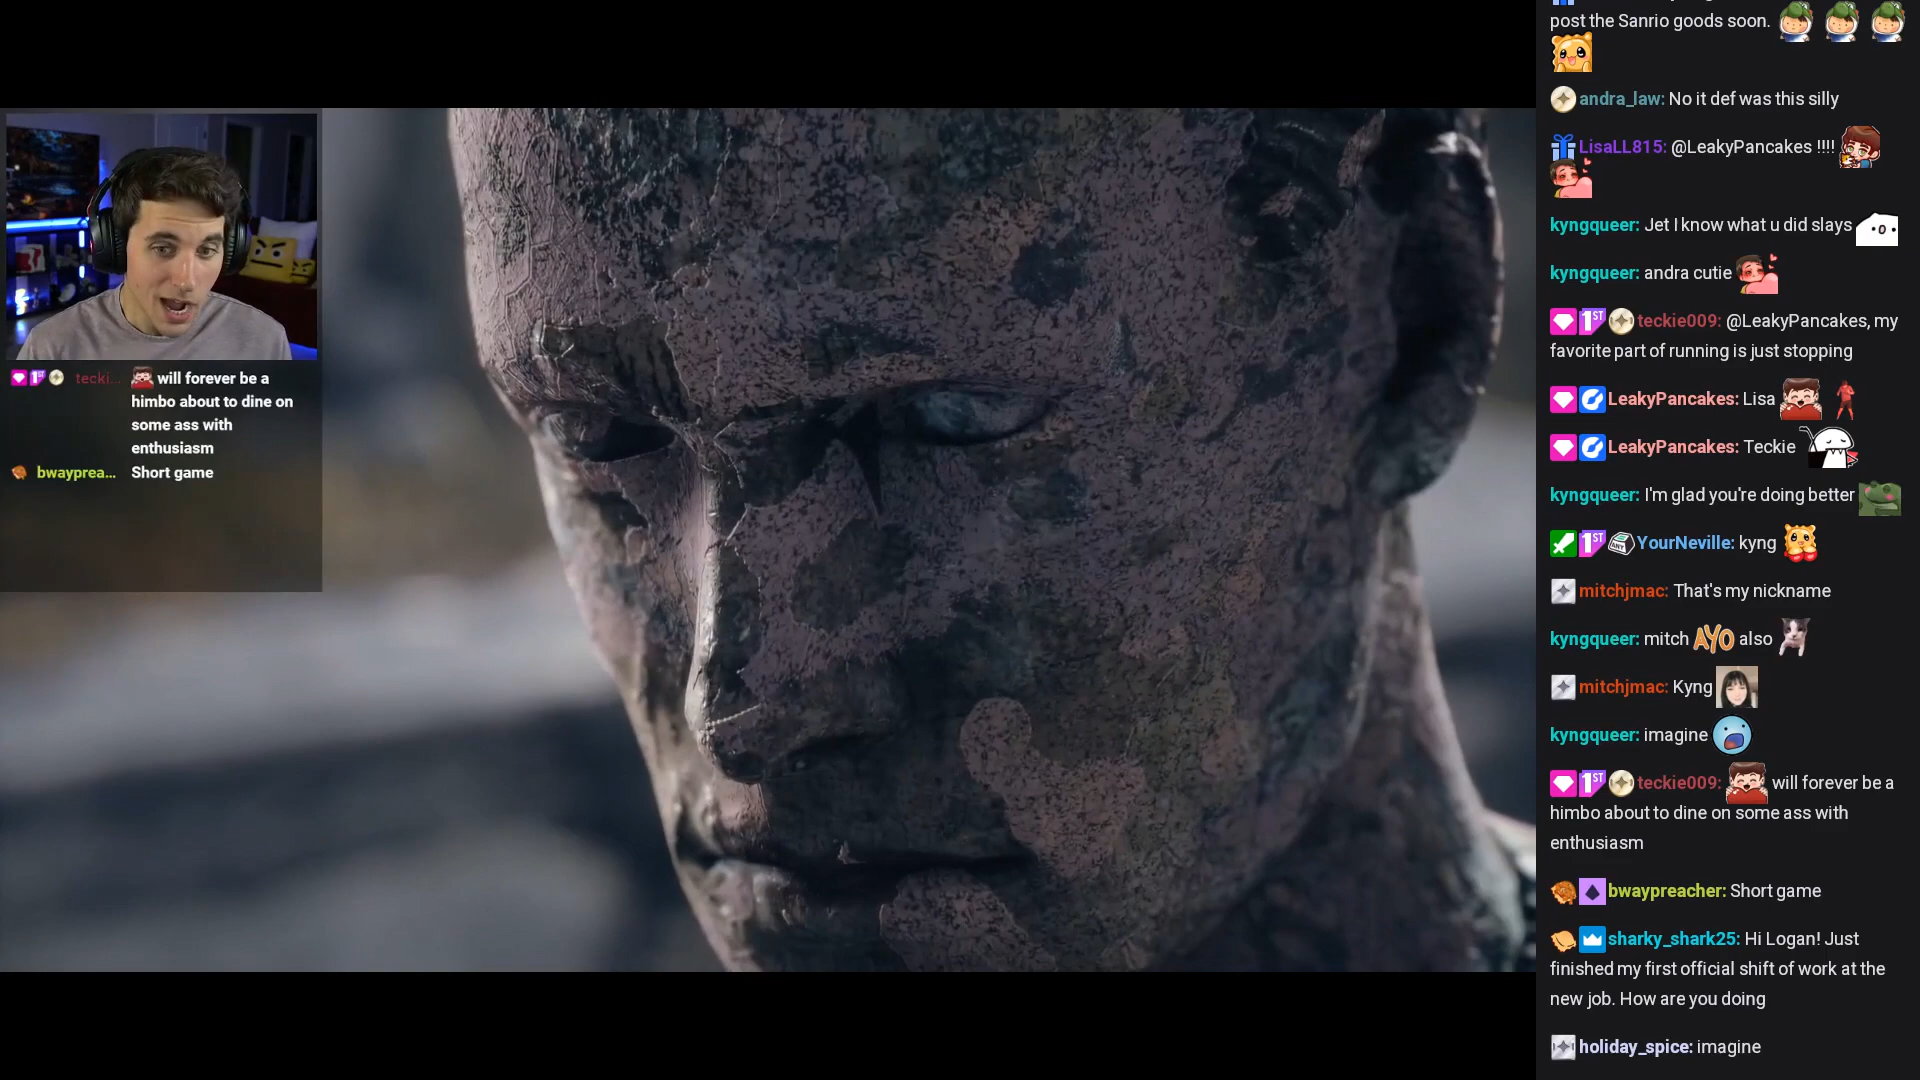 post the Sanrio goods soon.
andra_law: No it def was this silly
LisaLL815: @LeakyPancakes !!!!
kyngqueer: Jet I know what u did slays
kyngqueer: andra cutie
1ST teckie009: @LeakyPancakes, my
favorite part of running is just stopping
LeakyPancakes: Lisa
LeakyPancakes: Teckie
kyngqueer: I'm glad you're doing better
1ST ANY YourNeville: kyng
mitchjmac: That's my nickname
kyngqueer: mitch AYO also
mitchjmac: Kyng
kyngqueer: imagine
1ST teckie009: will forever be a
himbo about to dine on some ass with
enthusiasm
bwaypreacher: Short game
sharky_shark25: Hi Logan! Just
finished my first official shift of work at the
new job. How are you doing
holiday_spice: imagine
tecki... will forever be a
himbo about to dine on
some ass with
enthusiasm
bwayprea... Short game